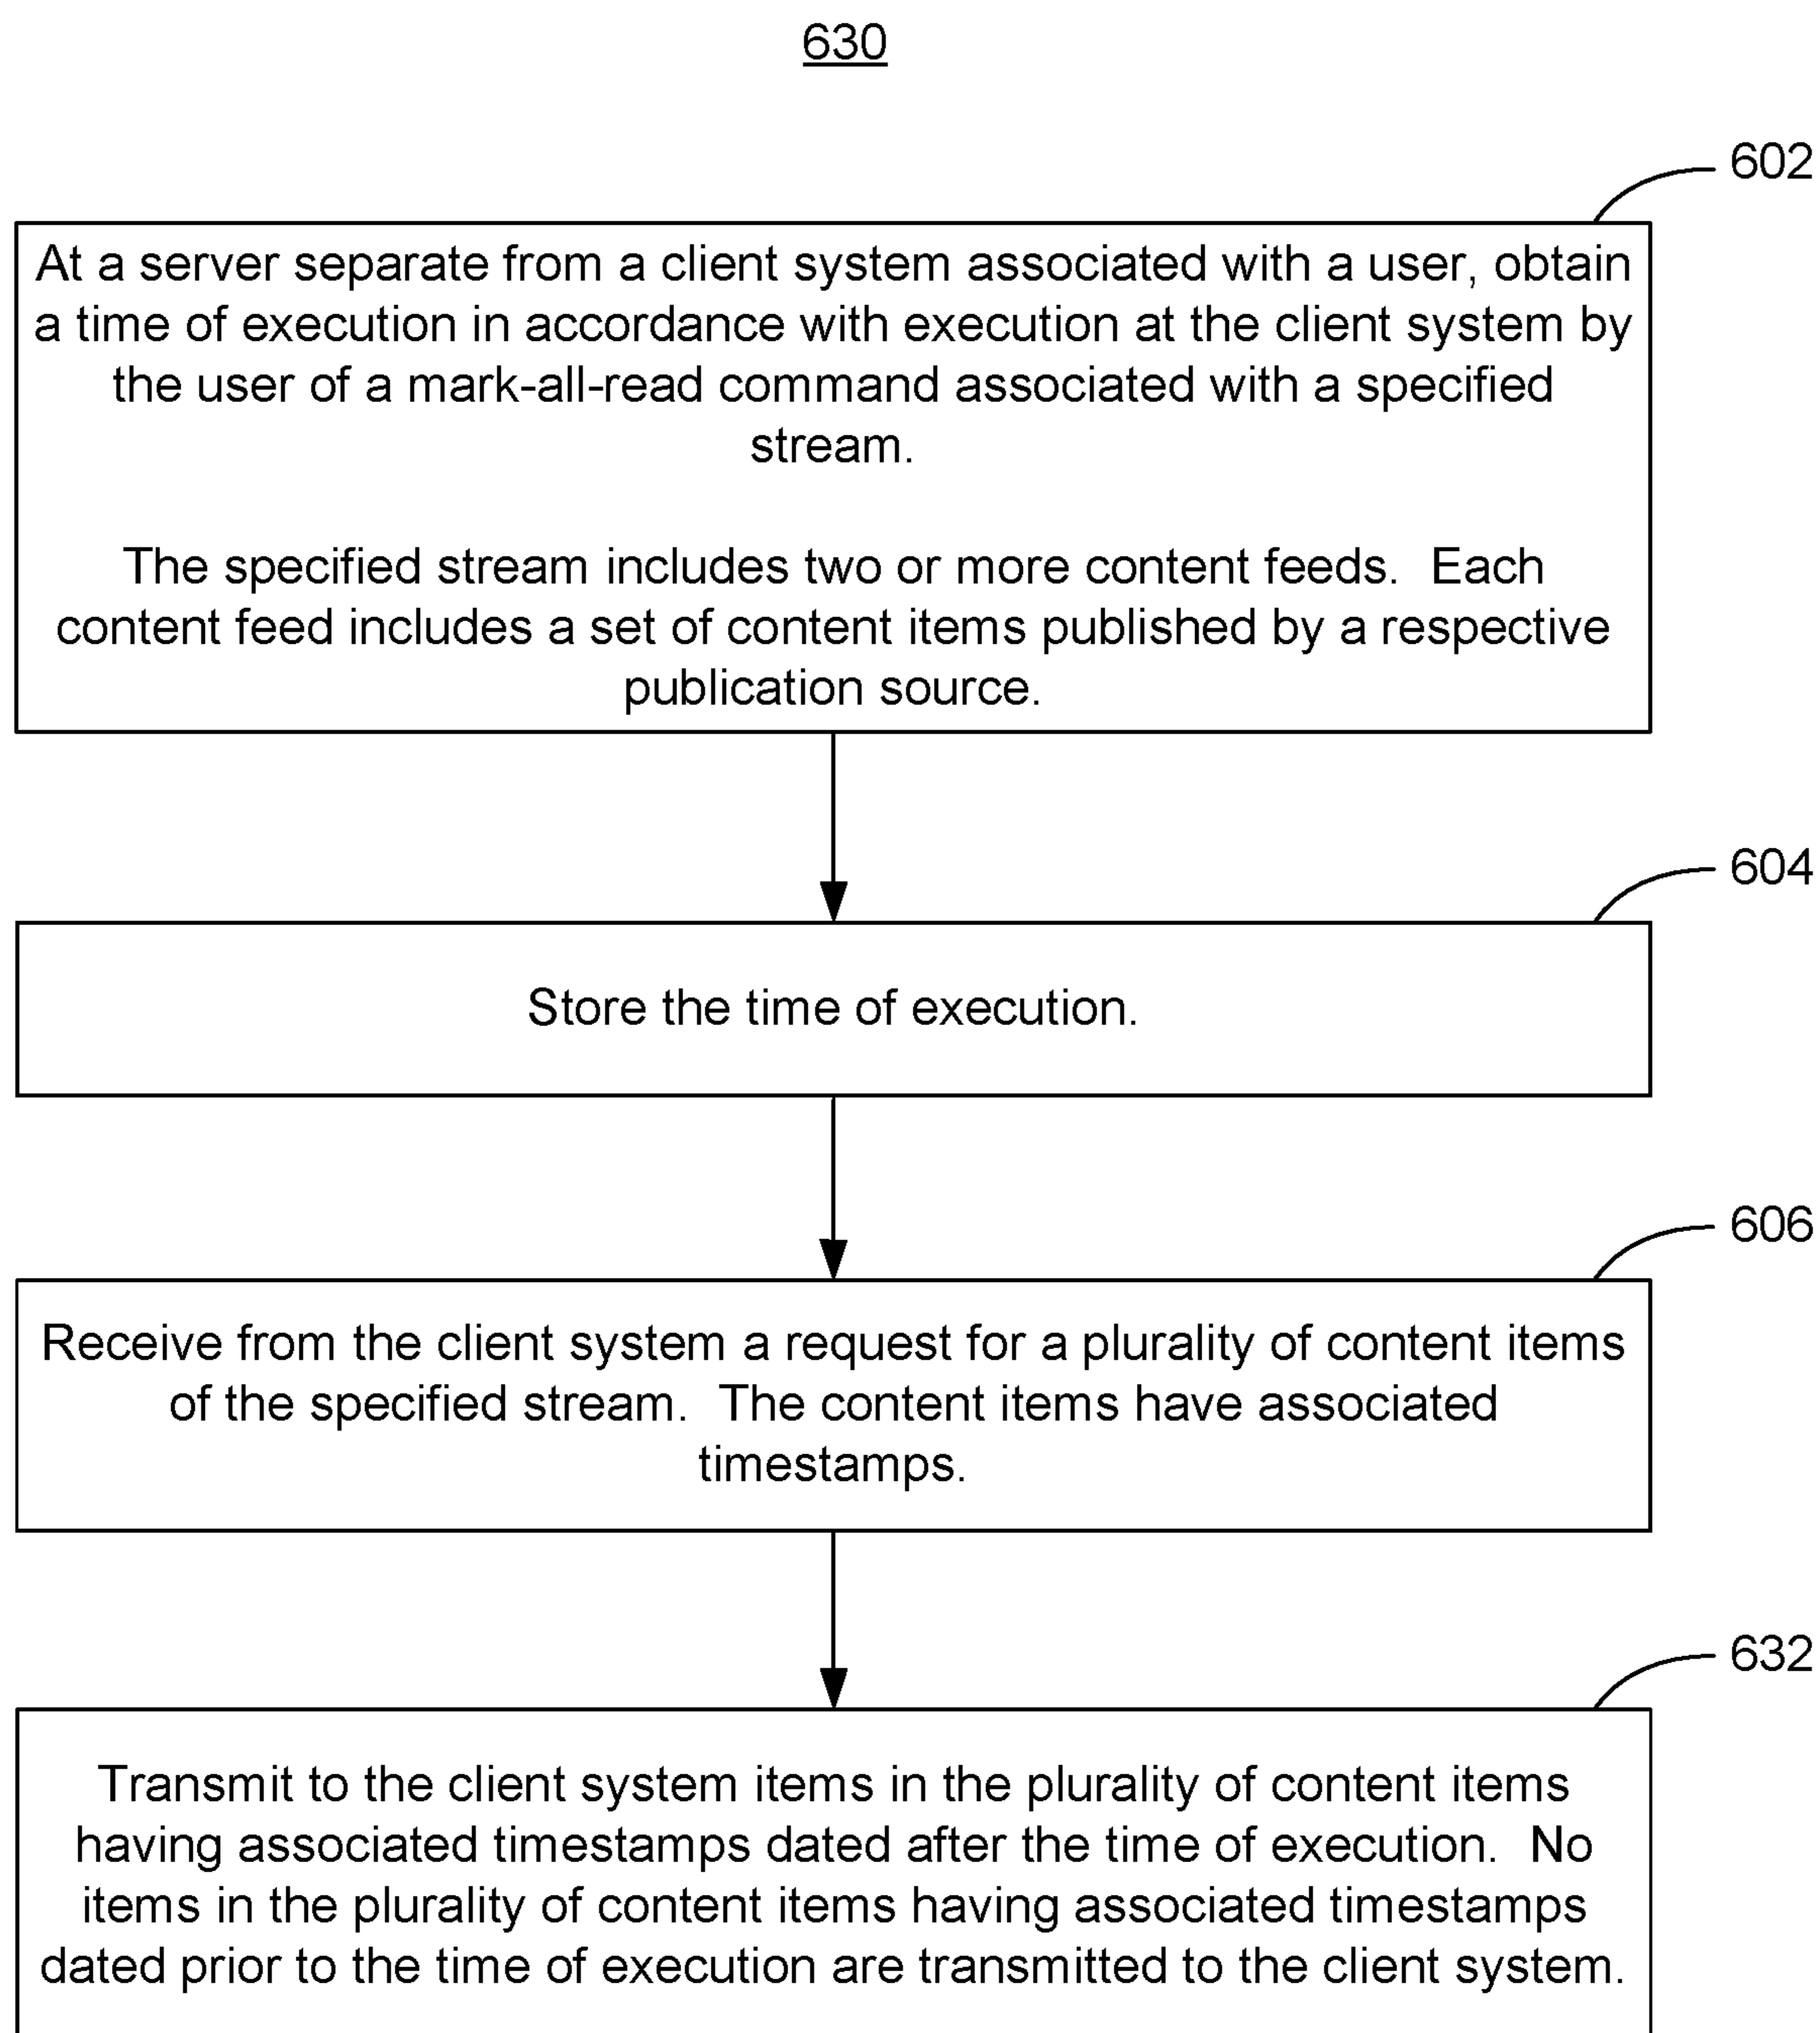 630
602
At a server separate from a client system associated with a user, obtain
a time of execution in accordance with execution at the client system by
the user of a mark-all-read command associated with a specified
stream.
The specified stream includes two or more content feeds.  Each
content feed includes a set of content items published by a respective
publication source.
604
Store the time of execution.
606
Receive from the client system a request for a plurality of content items
of the specified stream.  The content items have associated
timestamps.
632
Transmit to the client system items in the plurality of content items
having associated timestamps dated after the time of execution.  No
items in the plurality of content items having associated timestamps
dated prior to the time of execution are transmitted to the client system.